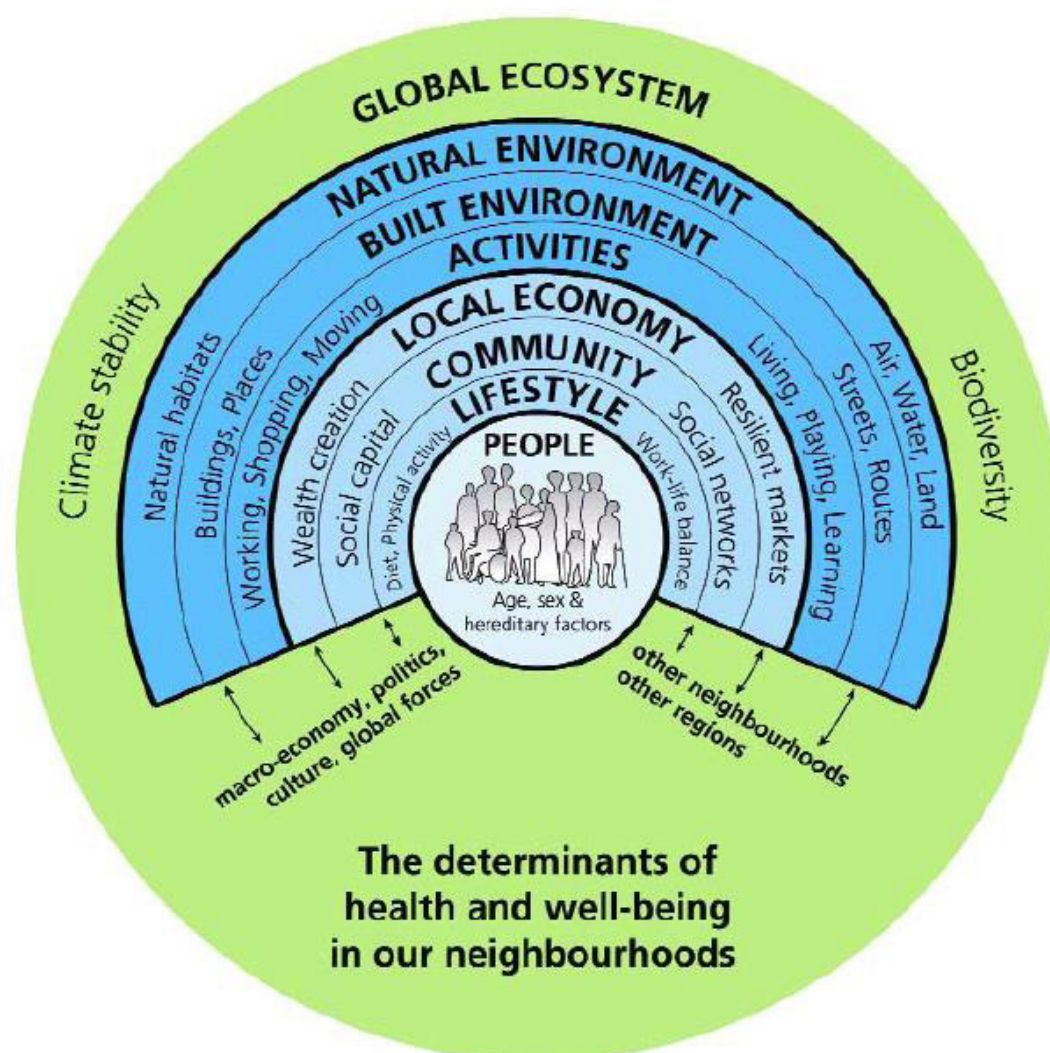 GLOBAL ECOSYSTEM
NATURAL ENVIRONMENT
BUILT ENVIRONMENT
ACTIVITIES
LOCAL ECONOMY
COMMUNITY
LIFESTYLE
PEOPLE
Age, sex &
hereditary factors
Climate stability
Natural habitats
Buildings, Places
Working, Shopping, Moving
Wealth creation
Social capital
Diet, Physical activity
Work-life balance
Social networks
Resilient markets
Living, Playing, Learning
Streets, Routes
Air, Water, Land
Biodiversity
macro-economy, politics,
culture, global forces
other neighbourhoods
other regions
The determinants of
health and well-being
in our neighbourhoods